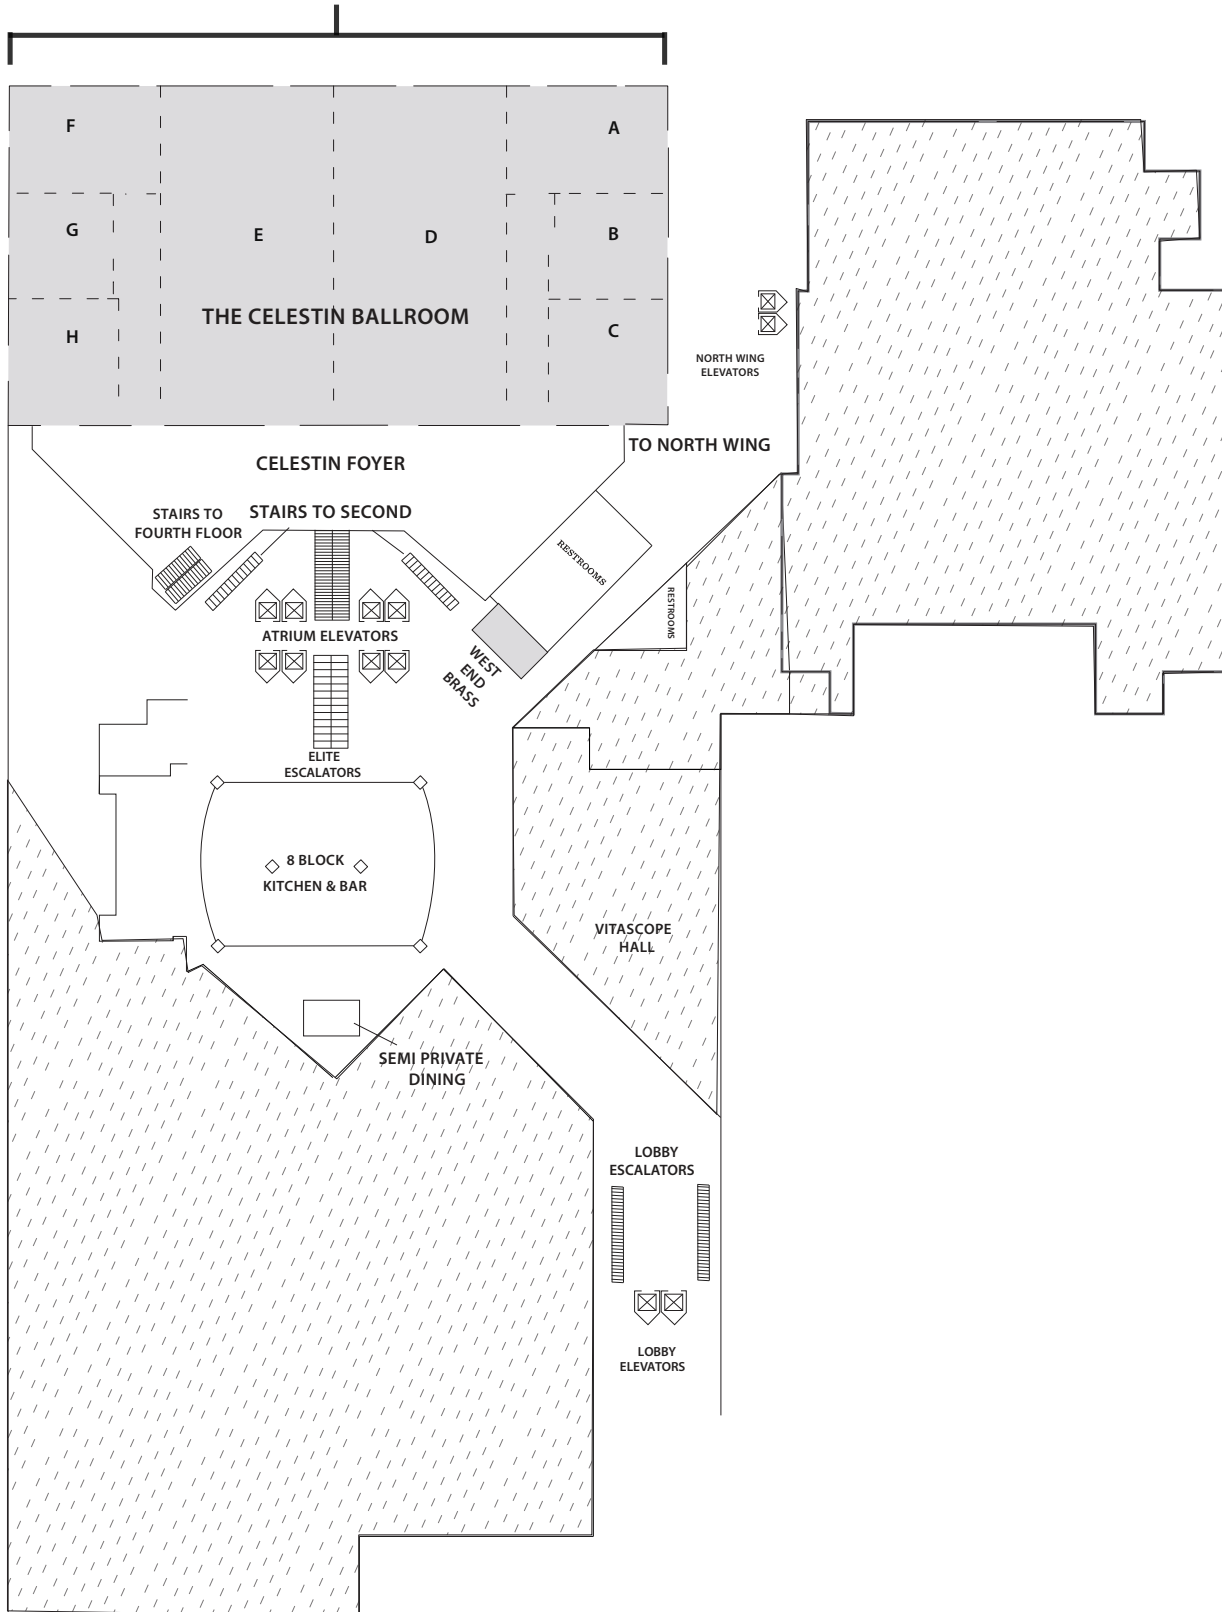 F
A
G
E
D
B
THE CELESTIN BALLROOM
H
C
NORTH WING
ELEVATORS
TO NORTH WING
CELESTIN FOYER
STAIRS TO
FOURTH FLOOR
STAIRS TO SECOND
RESTROOMS
RESTROOMS
ATRIUM ELEVATORS
WEST
END
BRASS
ELITE
ESCALATORS
8 BLOCK
KITCHEN & BAR
VITASCOPE
HALL
SEMI PRIVATE
DINING
LOBBY
ESCALATORS
LOBBY
ELEVATORS